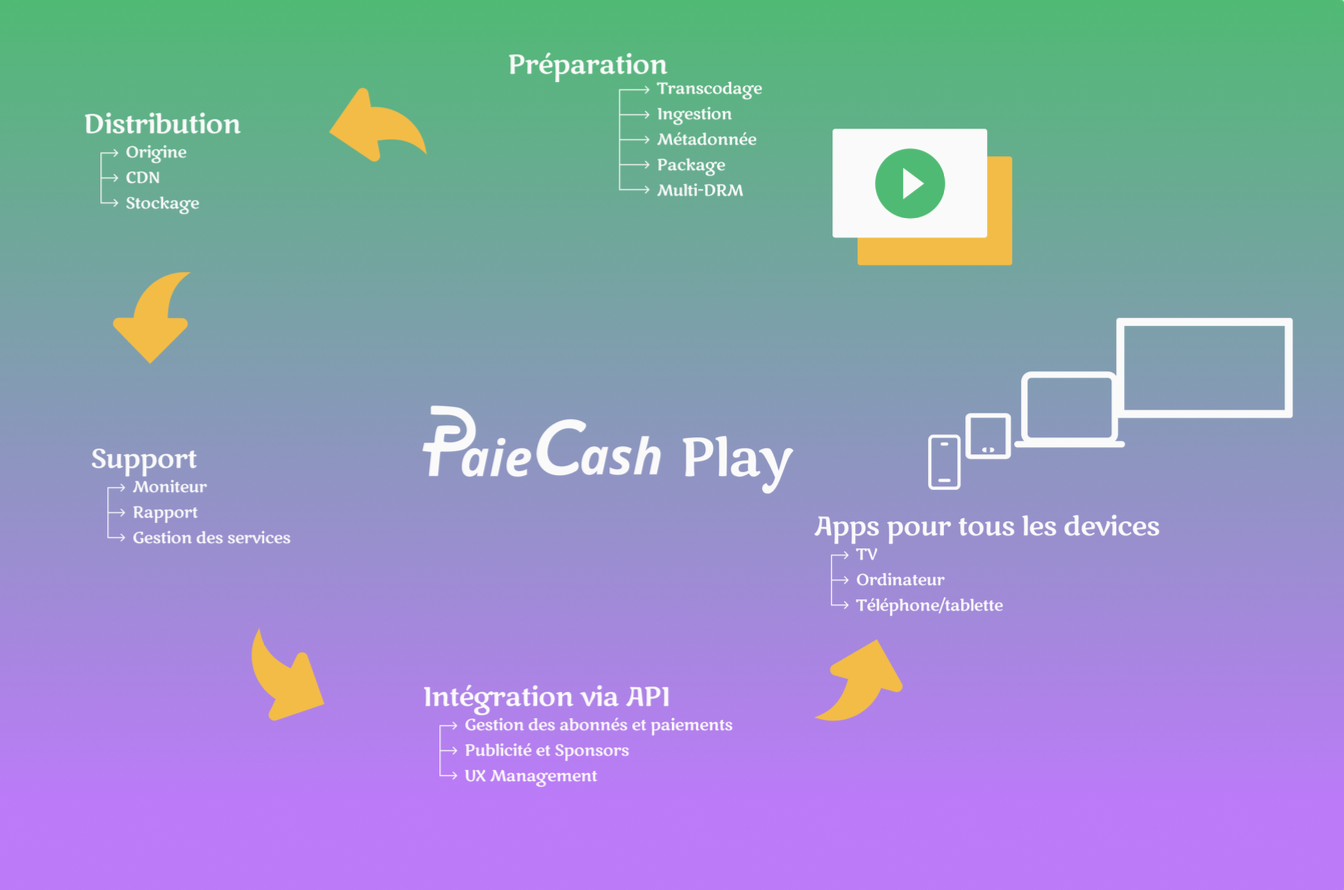 Préparation
Transcodage
Ingestion
Métadonnée
Package
Multi-DRM
Distribution
Origine
CDN
Stockage
Support
Moniteur
Rapport
Gestion des services
PaieCash Play
Intégration via API
Gestion des abonnés et paiements
Publicité et Sponsors
UX Management
Apps pour tous les devices
TV
Ordinateur
Téléphone/tablette